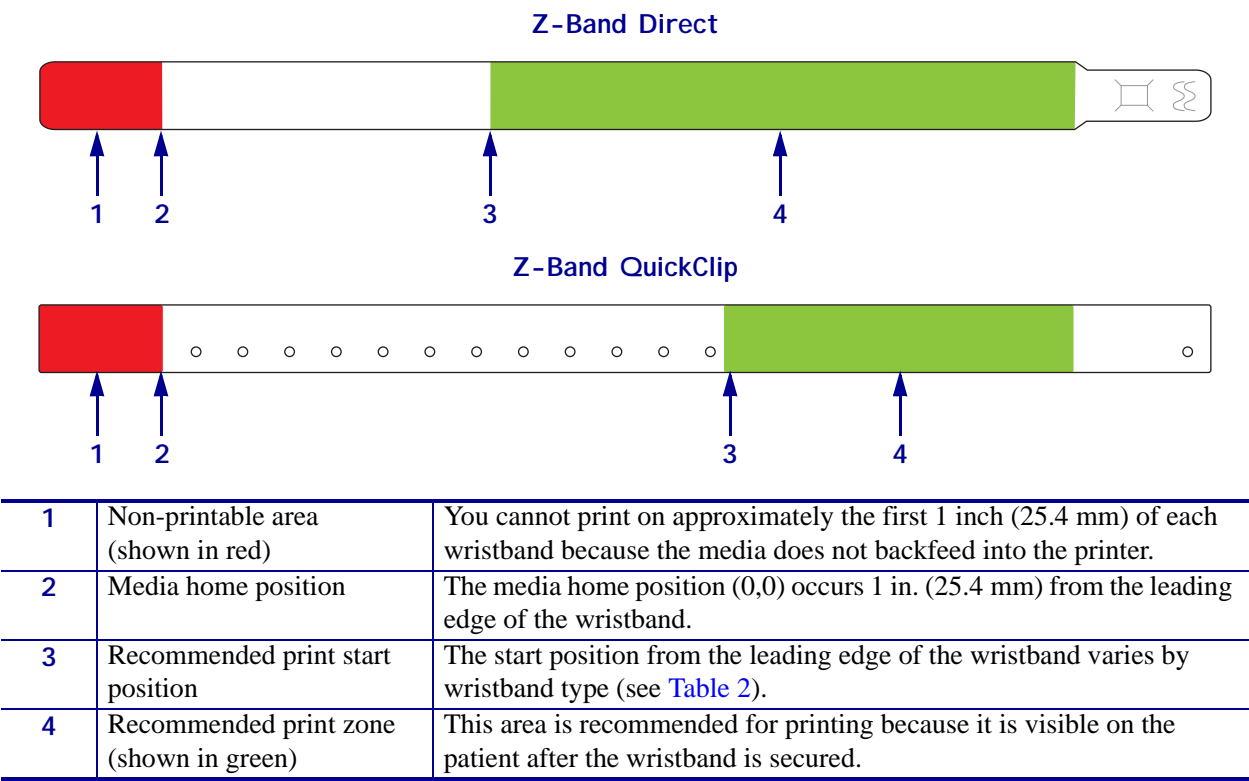 Z-Band Direct
1 2 3 4
Z-Band QuickClip
1 2 3 4
1 Non-printable area You cannot print on approximately the first 1 inch (25.4 mm) of each
(shown in red) wristband because the media does not backfeed into the printer.
2 Media home position The media home position (0,0) occurs 1 in. (25.4 mm) from the leading
edge of the wristband.
3 Recommended print start The start position from the leading edge of the wristband varies by
position wristband type (see Table 2).
4 Recommended print zone This area is recommended for printing because it is visible on the
(shown in green) patient after the wristband is secured.